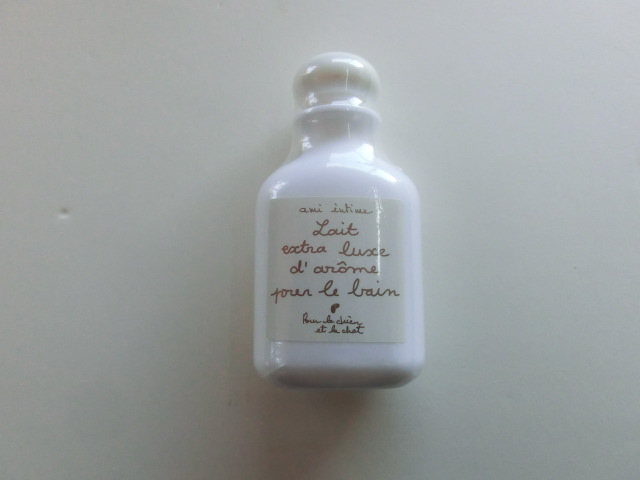 ami intime
Lait
extra luxe
d'arôme
pour le bain
Pour le chien
et le chat